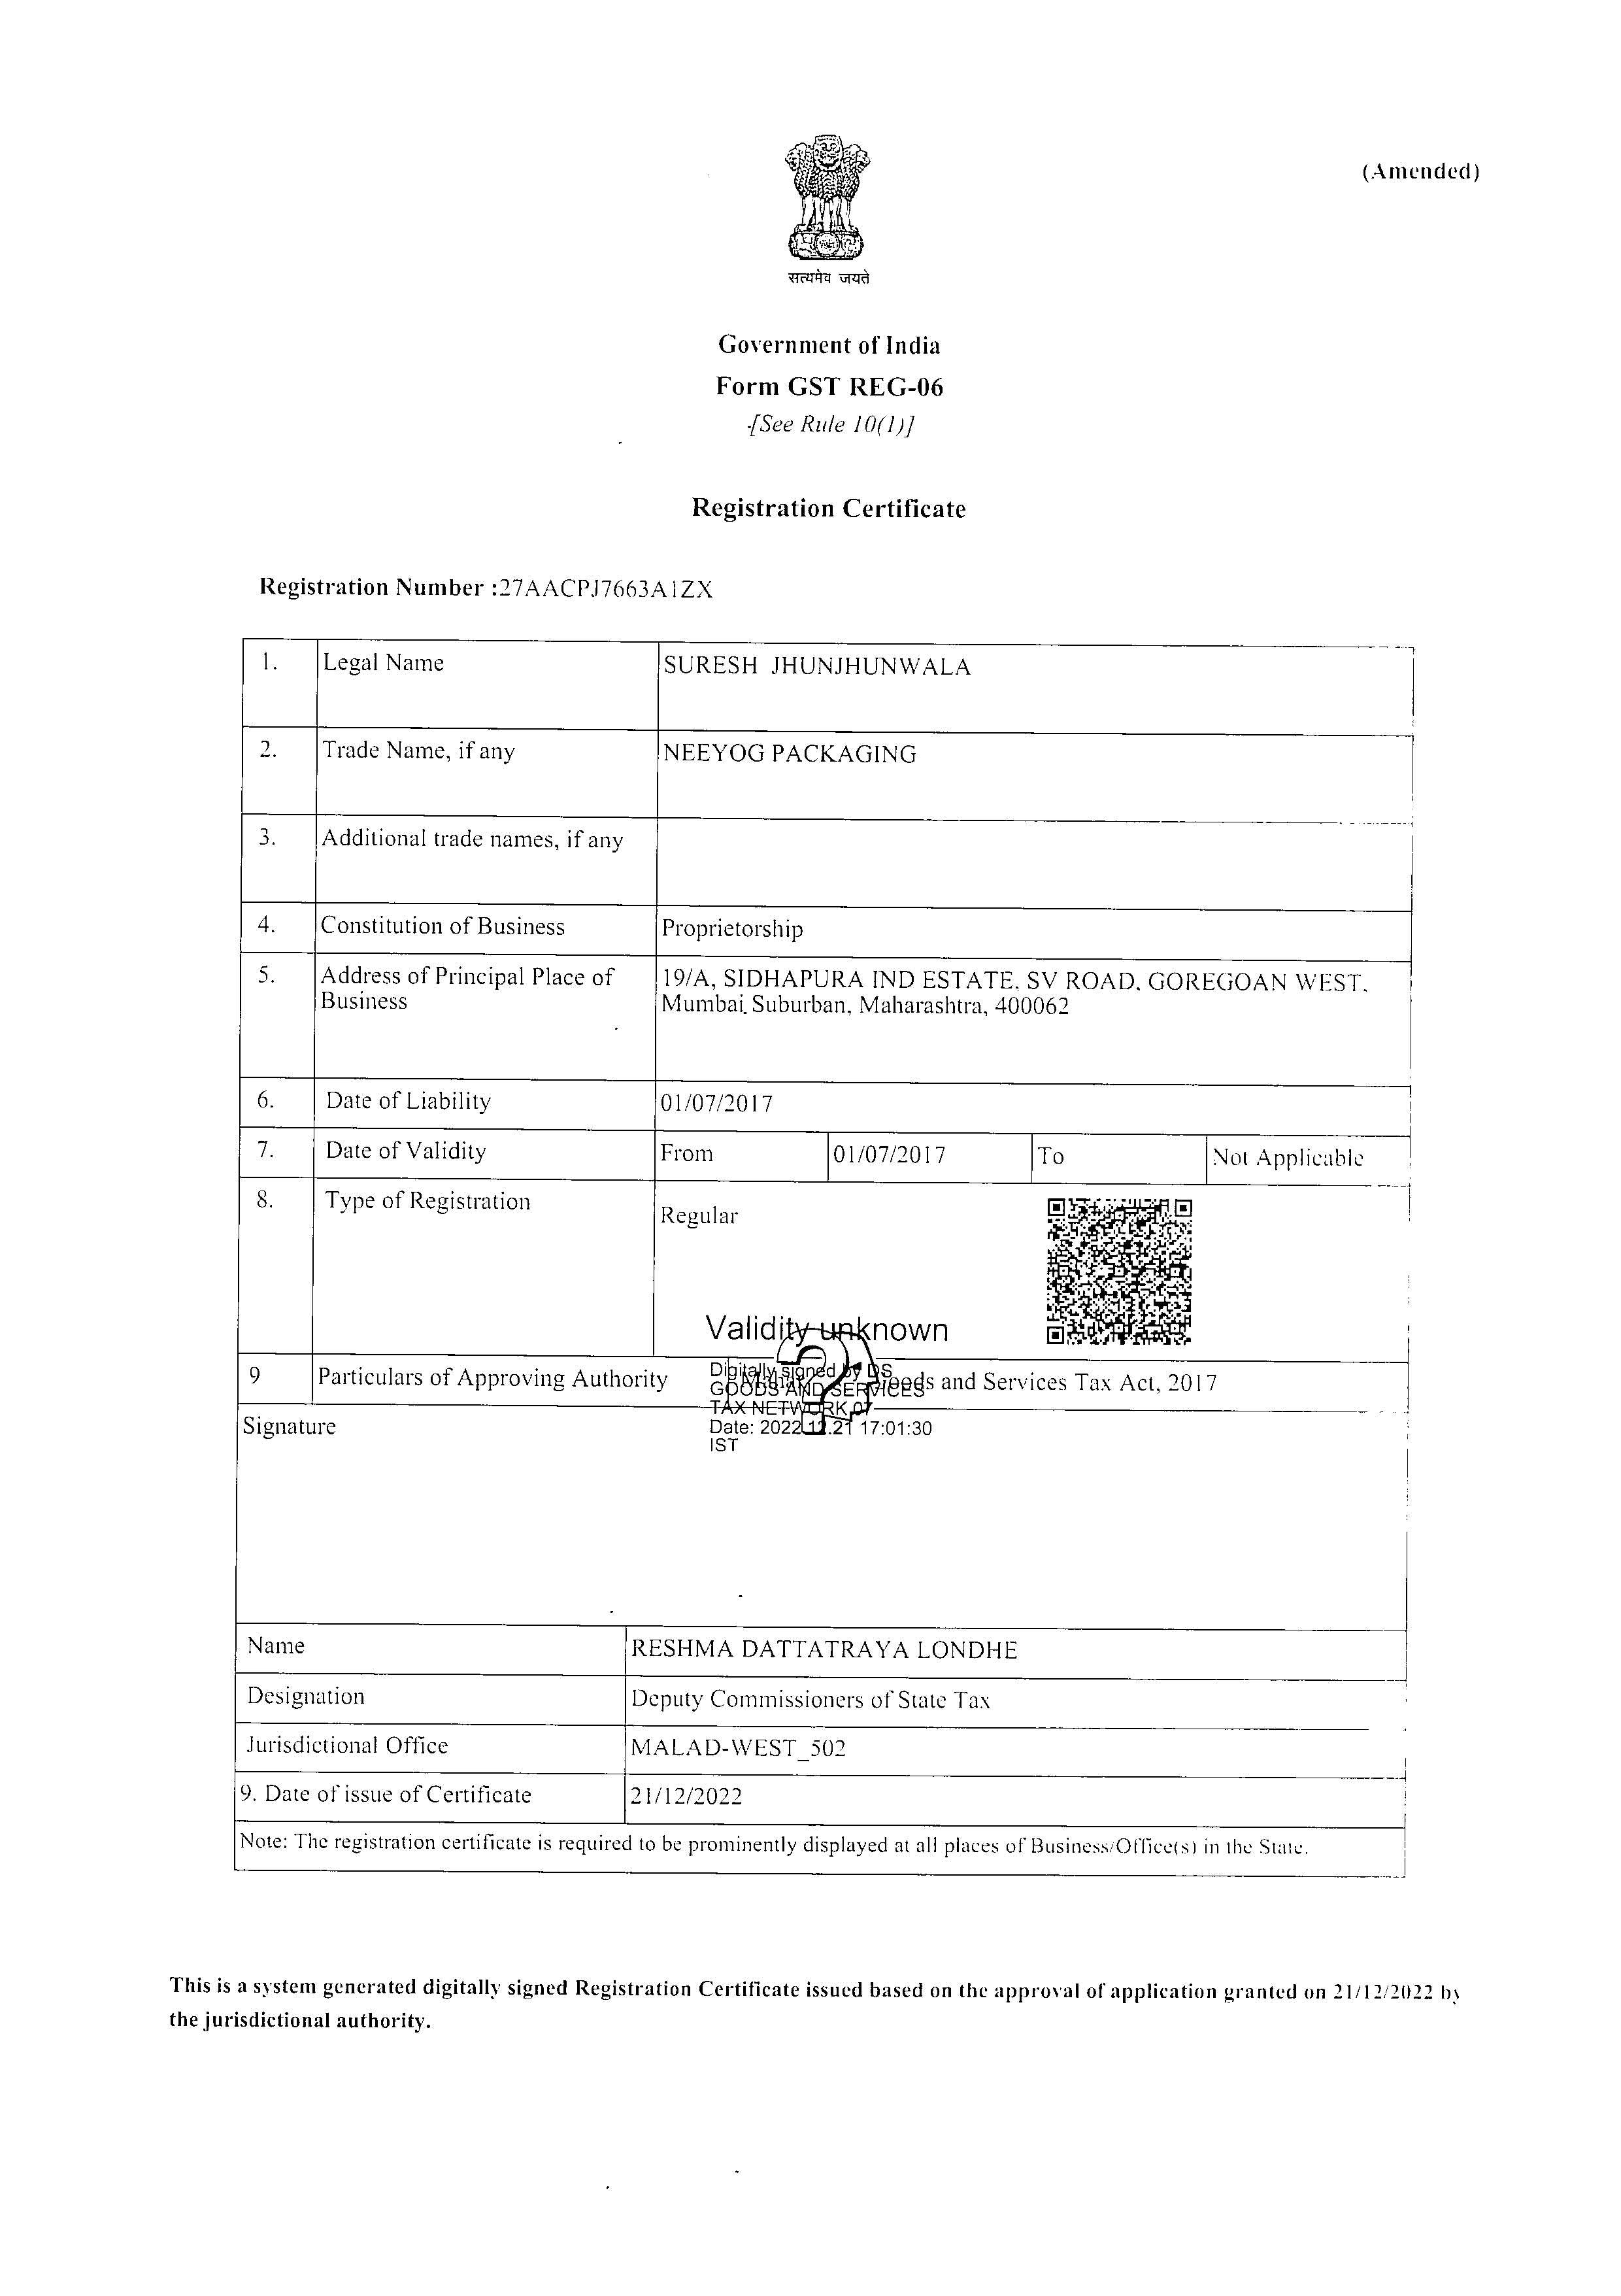 (Amended)
सत्यमेव जयते
Government of India
Form GST REG-06
[See Rule 10(1)]
Registration Certificate
Registration Number :27AACPJ7663A1ZX
1. Legal Name SURESH JHUNJHUNWALA
2. Trade Name, if any NEEYOG PACKAGING
3. Additional trade names, if any
4. Constitution of Business Proprietorship
5. Address of Principal Place of Business 19/A, SIDHAPURA IND ESTATE, SV ROAD, GOREGOAN WEST,
Mumbai Suburban, Maharashtra, 400062
6. Date of Liability 01/07/2017
7. Date of Validity From 01/07/2017 To Not Applicable
8. Type of Registration Regular
Validity unknown
9 Particulars of Approving Authority and Services Tax Act, 2017
Digitally signed by DS
GOODS AND SERVICES
TAX NETWORK 07
Date: 2022.12.21 17:01:30
IST
Signature
Name RESHMA DATTATRAYA LONDHE
Designation Deputy Commissioners of State Tax
Jurisdictional Office MALAD-WEST_502
9. Date of issue of Certificate 21/12/2022
Note: The registration certificate is required to be prominently displayed at all places of Business/Office(s) in the State.
This is a system generated digitally signed Registration Certificate issued based on the approval of application granted on 21/12/2022 by
the jurisdictional authority.